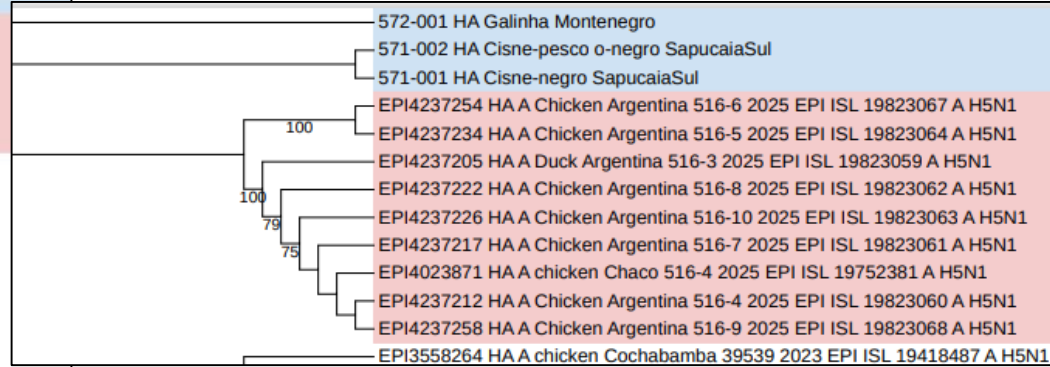 572-001 HA Galinha Montenegro
571-002 HA Cisne-pesco o-negro SapucaiaSul
571-001 HA Cisne-negro SapucaiaSul
EPI4237254 HA A Chicken Argentina 516-6 2025 EPI ISL 19823067 A H5N1
100
EPI4237234 HA A Chicken Argentina 516-5 2025 EPI ISL 19823064 A H5N1
EPI4237205 HA A Duck Argentina 516-3 2025 EPI ISL 19823059 A H5N1
EPI4237222 HA A Chicken Argentina 516-8 2025 EPI ISL 19823062 A H5N1
100
EPI4237226 HA A Chicken Argentina 516-10 2025 EPI ISL 19823063 A H5N1
79
EPI4237217 HA A Chicken Argentina 516-7 2025 EPI ISL 19823061 A H5N1
75
EPI4023871 HA A chicken Chaco 516-4 2025 EPI ISL 19752381 A H5N1
EPI4237212 HA A Chicken Argentina 516-4 2025 EPI ISL 19823060 A H5N1
EPI4237258 HA A Chicken Argentina 516-9 2025 EPI ISL 19823068 A H5N1
EPI3558264 HA A chicken Cochabamba 39539 2023 EPI ISL 19418487 A H5N1